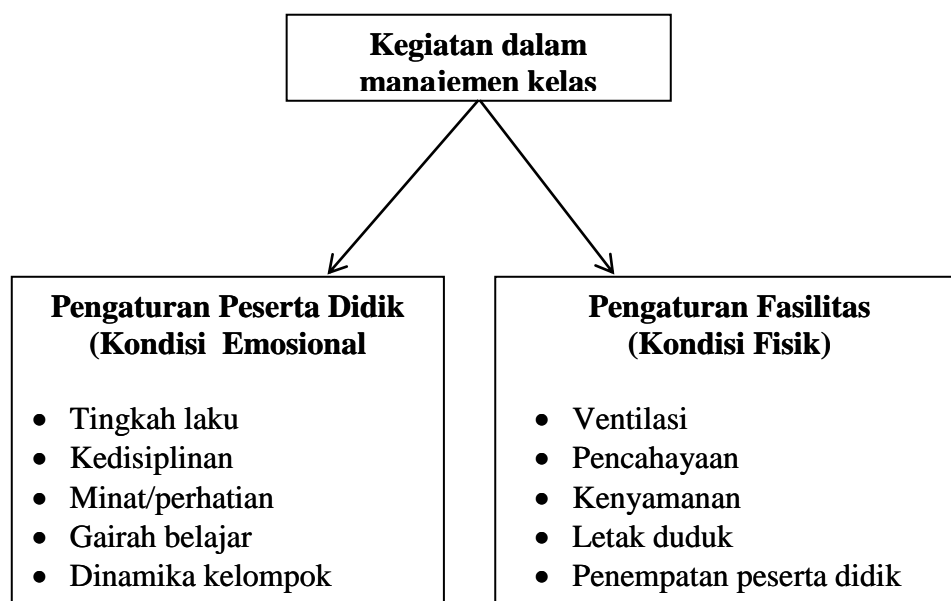 Kegiatan dalam
manajemen kelas
Pengaturan Peserta Didik
(Kondisi Emosional
• Tingkah laku
• Kedisiplinan
• Minat/perhatian
• Gairah belajar
• Dinamika kelompok
Pengaturan Fasilitas
(Kondisi Fisik)
• Ventilasi
• Pencahayaan
• Kenyamanan
• Letak duduk
• Penempatan peserta didik